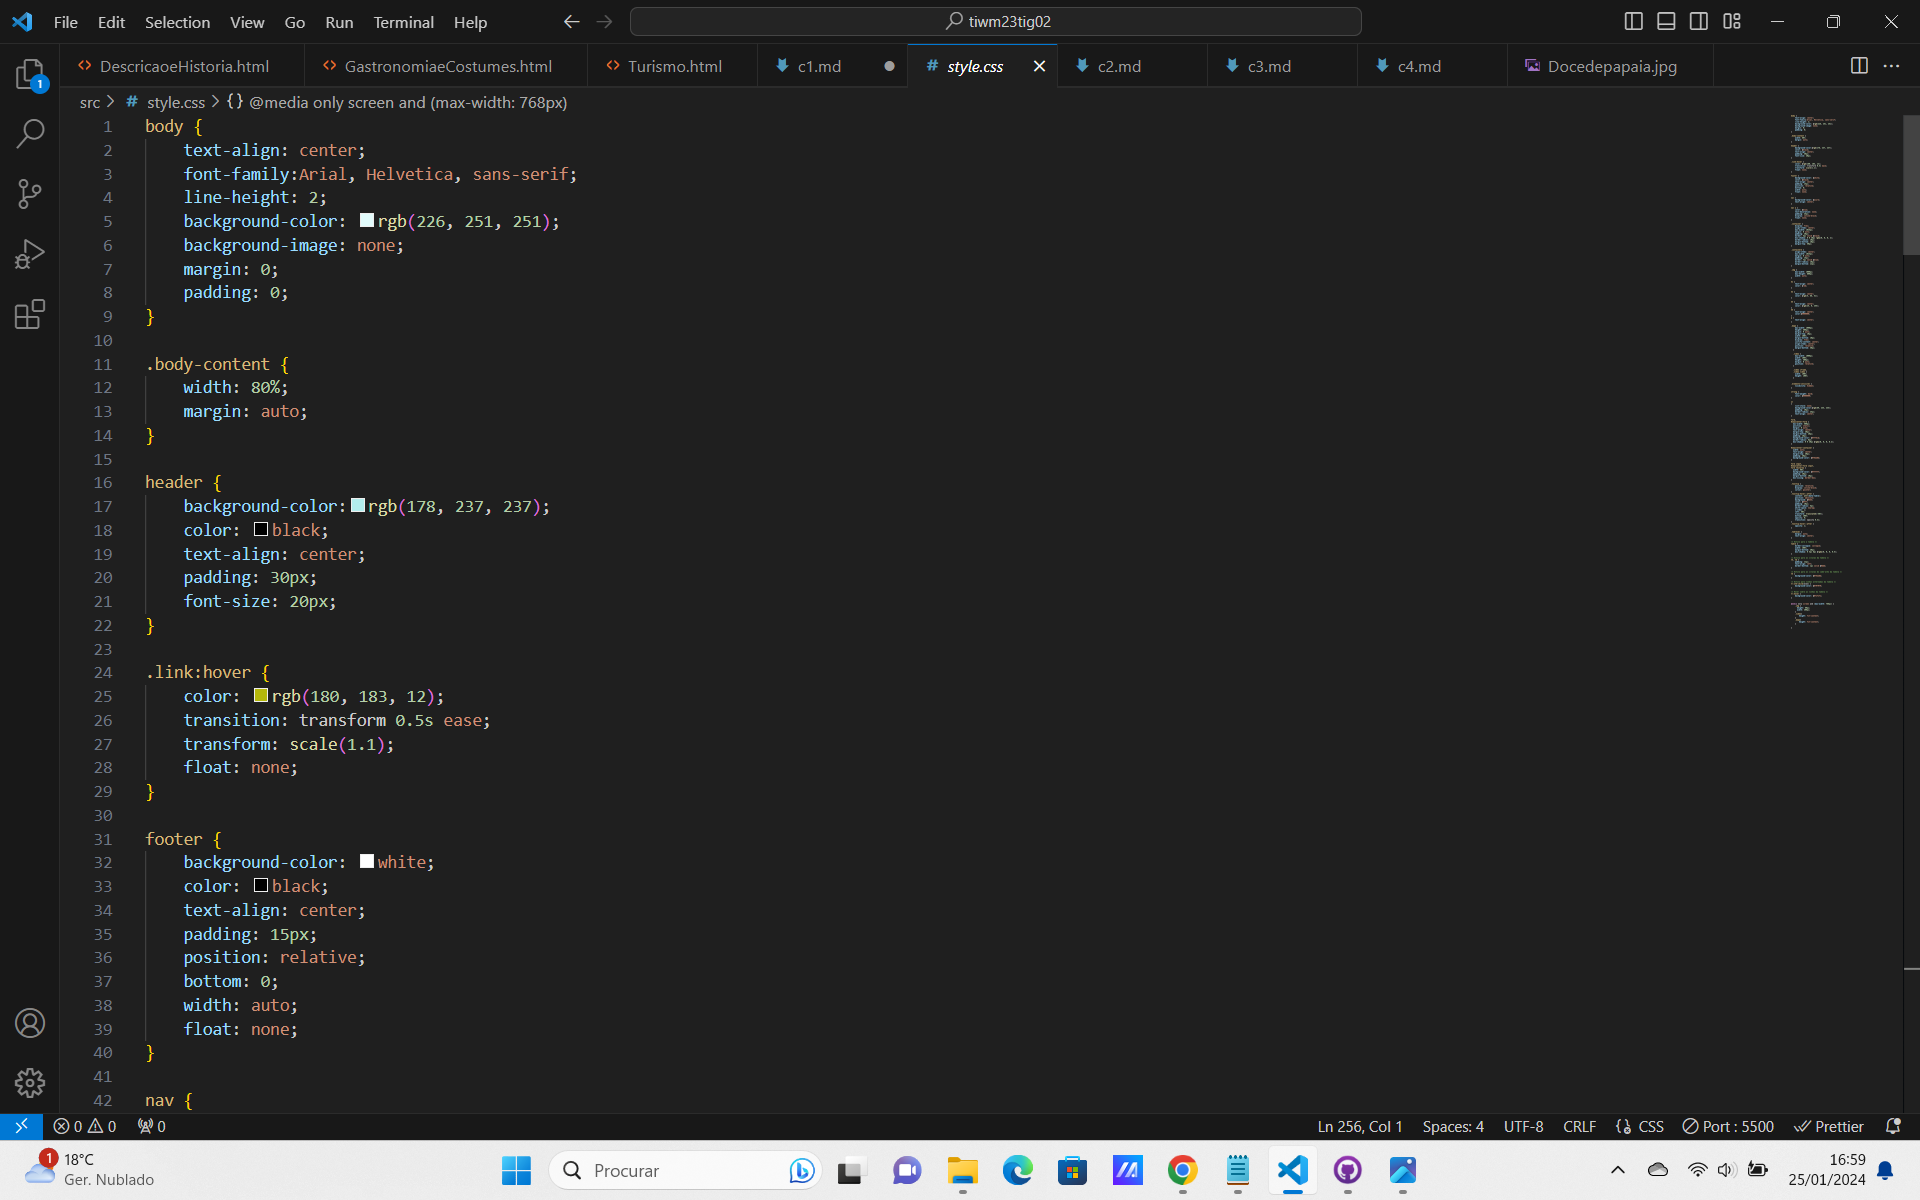 File Edit Selection View Go Run Terminal Help
tiwm23tig02
DescricaoeHistoria.html
GastronomiaeCostumes.html
Turismo.html
c1.md
style.css
c2.md
c3.md
c4.md
Docedepapaia.jpg
1
src > # style.css > {} @media only screen and (max-width: 768px)
1 body {
2 text-align: center;
3 font-family:Arial, Helvetica, sans-serif;
4 line-height: 2;
5 background-color: rgb(226, 251, 251);
6 background-image: none;
7 margin: 0;
8 padding: 0;
9 }
10
11 .body-content {
12 width: 80%;
13 margin: auto;
14 }
15
16 header {
17 background-color: rgb(178, 237, 237);
18 color: black;
19 text-align: center;
20 padding: 30px;
21 font-size: 20px;
22 }
23
24 .link:hover {
25 color: rgb(180, 183, 12);
26 transition: transform 0.5s ease;
27 transform: scale(1.1);
28 float: none;
29 }
30
31 footer {
32 background-color: white;
33 color: black;
34 text-align: center;
35 padding: 15px;
36 position: relative;
37 bottom: 0;
38 width: auto;
39 float: none;
40 }
41
42 nav {
0 0 0
Ln 256, Col 1 Spaces: 4 UTF-8 CRLF CSS Port : 5500 Prettier
1
18°C
Ger. Nublado
Procurar
16:59
25/01/2024